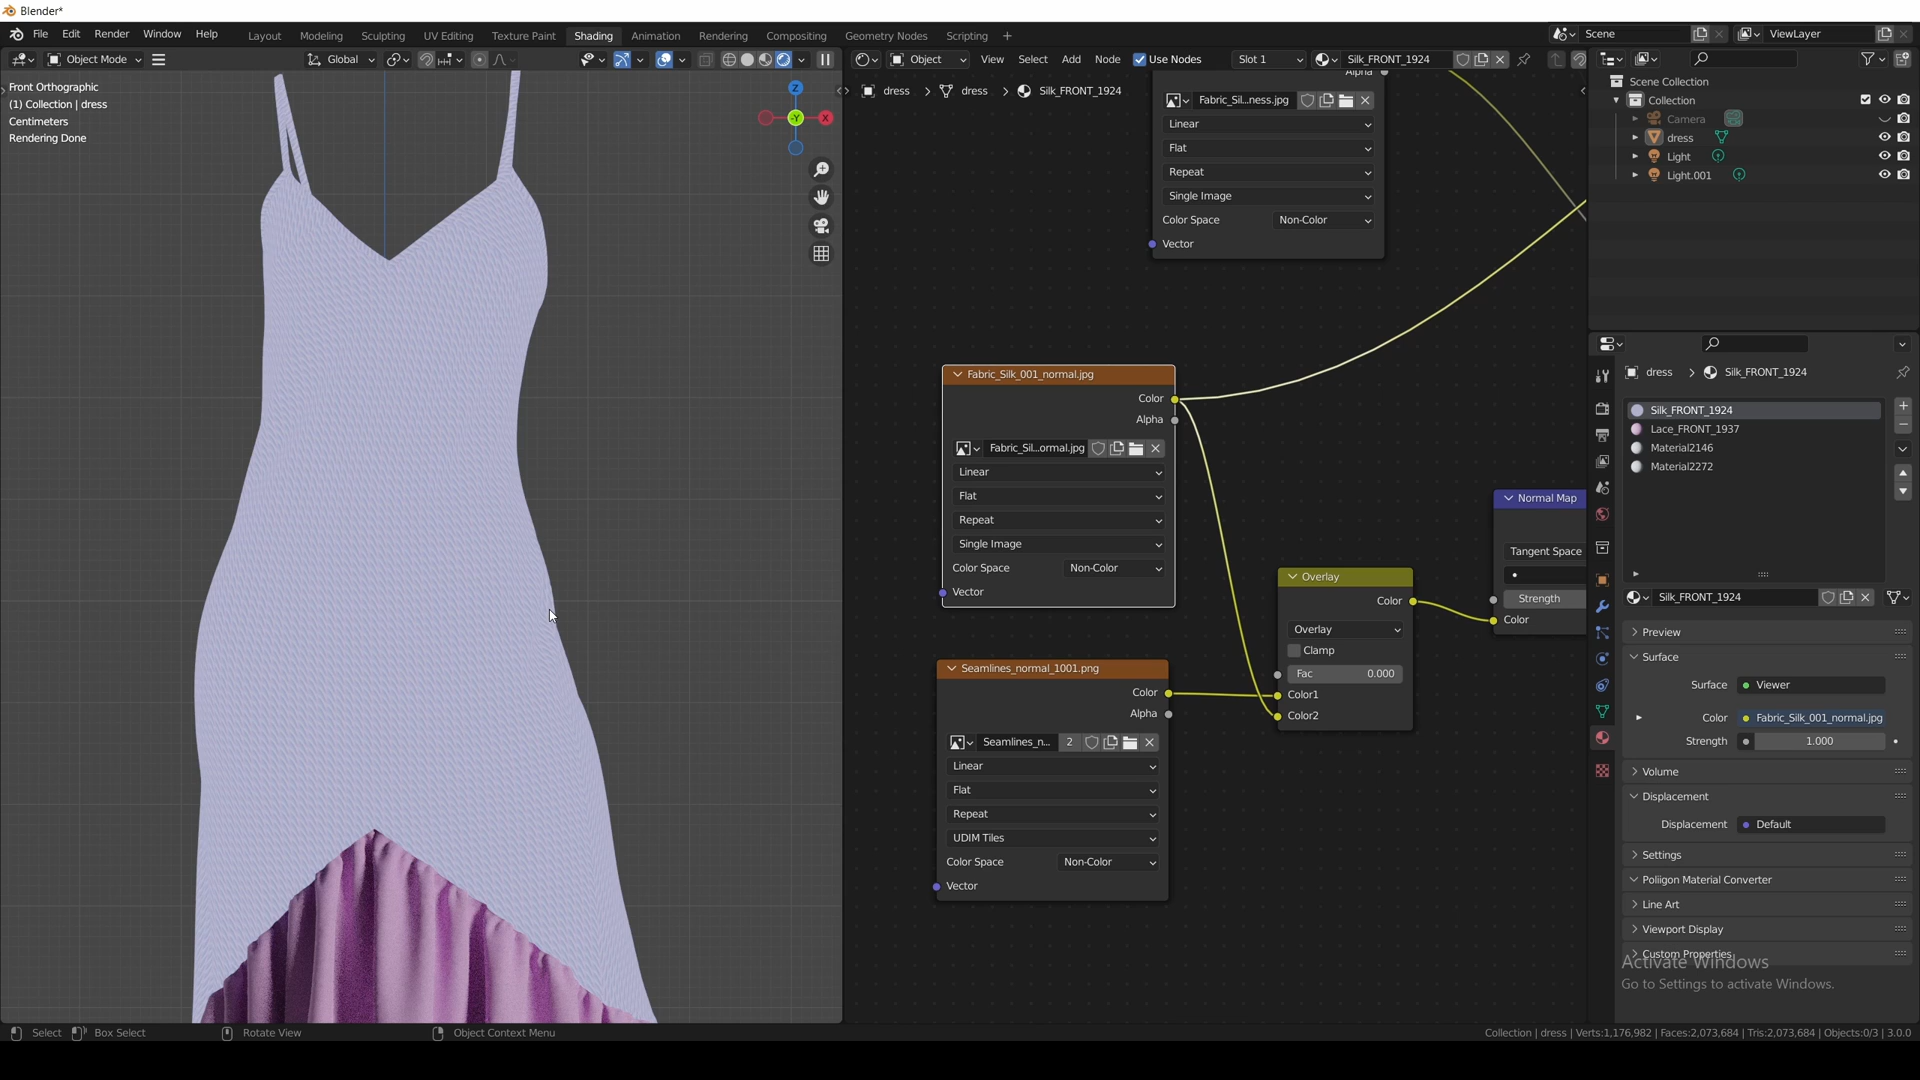 Blender*
File Edit Render Window Help Layout Modeling Sculpting UV Editing Texture Paint Shading Animation Rendering Compositing Geometry Nodes Scripting + Scene ViewLayer
Object Mode Global Object View Select Add Node Use Nodes Slot 1 Silk_FRONT_1924
Front Orthographic
(1) Collection | dress
Centimeters
Rendering Done
Z
-Y
X
dress > dress > Silk_FRONT_1924
Alpha
Fabric_Sil...ness.jpg
Linear
Flat
Repeat
Single Image
Color Space Non-Color
Vector
Fabric_Silk_001_normal.jpg
Color
Alpha
Fabric_Sil...ormal.jpg
Linear
Flat
Repeat
Single Image
Color Space Non-Color
Vector
Seamlines_normal_1001.png
Color
Alpha
Seamlines_n... 2
Linear
Flat
Repeat
UDIM Tiles
Color Space Non-Color
Vector
Overlay
Color
Overlay
Clamp
Fac 0.000
Color1
Color2
Normal Map
Tangent Space
Strength
Color
Scene Collection
Collection
Camera
dress
Light
Light.001
dress > Silk_FRONT_1924
Silk_FRONT_1924
Lace_FRONT_1937
Material2146
Material2272
Silk_FRONT_1924
Preview
Surface
Surface Viewer
Color Fabric_Silk_001_normal.jpg
Strength 1.000
Volume
Displacement
Displacement Default
Settings
Poliigon Material Converter
Line Art
Viewport Display
Custom Properties
Activate Windows
Go to Settings to activate Windows.
Select Box Select Rotate View Object Context Menu Collection | dress | Verts:1,176,982 | Faces:2,073,684 | Tris:2,073,684 | Objects:0/3 | 3.0.0